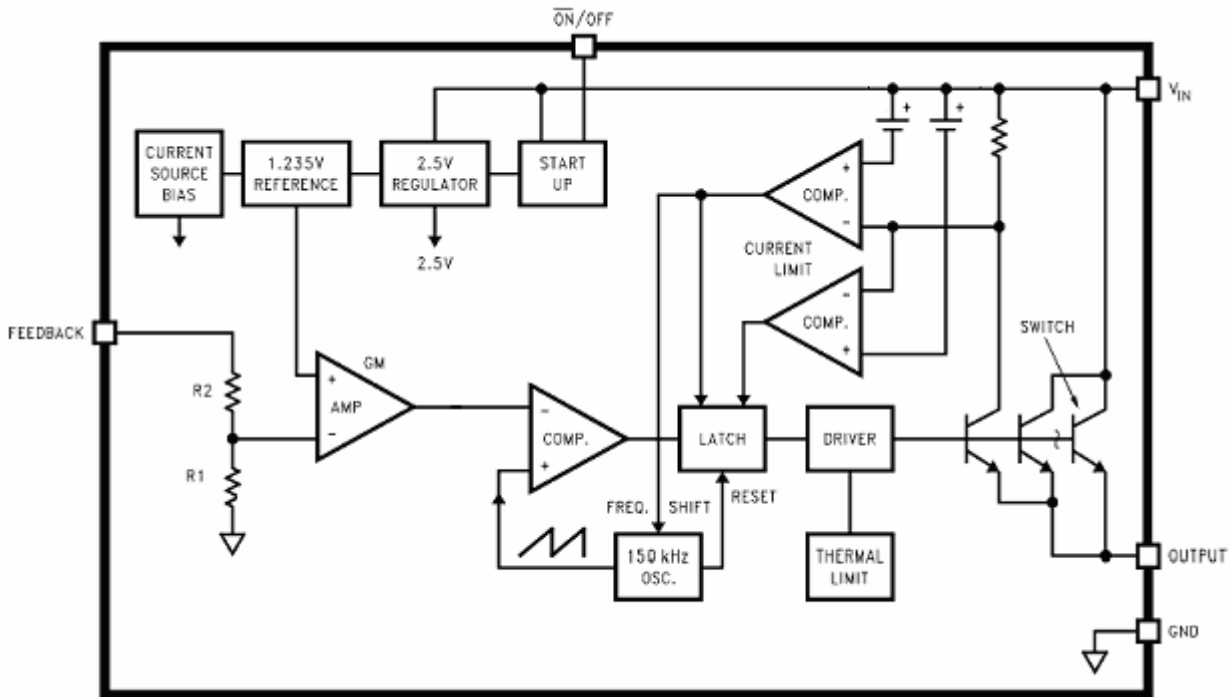 ON/OFF
VIN
CURRENT
SOURCE
BIAS
1.235V
REFERENCE
2.5V
REGULATOR
START
UP
+
+
+
COMP.
-
2.5V
CURRENT
LIMIT
-
COMP.
+
FEEDBACK
SWITCH
GM
R2
+
AMP
-
-
COMP.
+
LATCH
DRIVER
R1
FREQ. SHIFT
RESET
150 kHz
OSC.
THERMAL
LIMIT
OUTPUT
GND